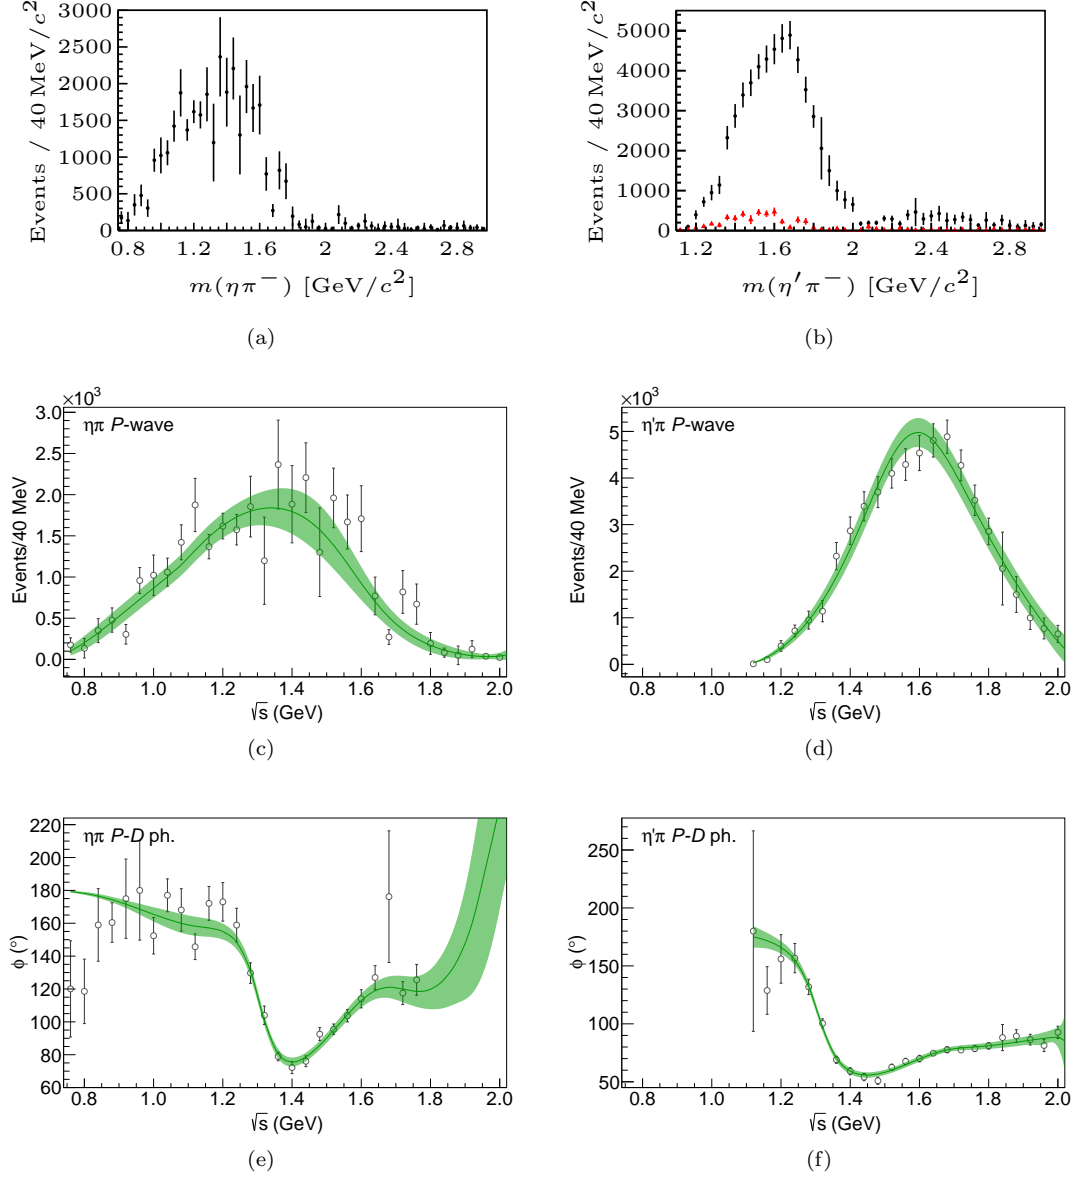 Events / 40 MeV/c²
3000
2500
2000
1500
1000
500
0
0.8 1.2 1.6 2 2.4 2.8
m(ηπ⁻) [GeV/c²]
(a)
Events / 40 MeV/c²
5000
4000
3000
2000
1000
0
1.2 1.6 2 2.4 2.8
m(η′π⁻) [GeV/c²]
(b)
×10³
ηπ P-wave
Events/40 MeV
3.0
2.5
2.0
1.5
1.0
0.5
0.0
0.8 1.0 1.2 1.4 1.6 1.8 2.0
√s (GeV)
(c)
×10³
η'π P-wave
Events/40 MeV
5
4
3
2
1
0
0.8 1.0 1.2 1.4 1.6 1.8 2.0
√s (GeV)
(d)
ηπ P-D ph.
ϕ (°)
220
200
180
160
140
120
100
80
60
0.8 1.0 1.2 1.4 1.6 1.8 2.0
√s (GeV)
(e)
η'π P-D ph.
ϕ (°)
250
200
150
100
50
0.8 1.0 1.2 1.4 1.6 1.8 2.0
√s (GeV)
(f)